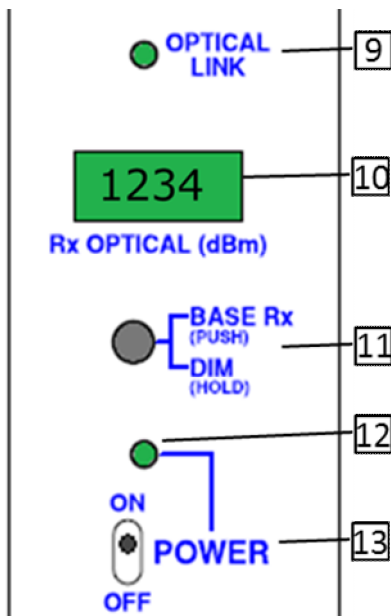 OPTICAL 9
LINK
1234 10
Rx OPTICAL (dBm)
BASE Rx
(PUSH) 11
DIM
(HOLD)
12
ON
POWER 13
OFF